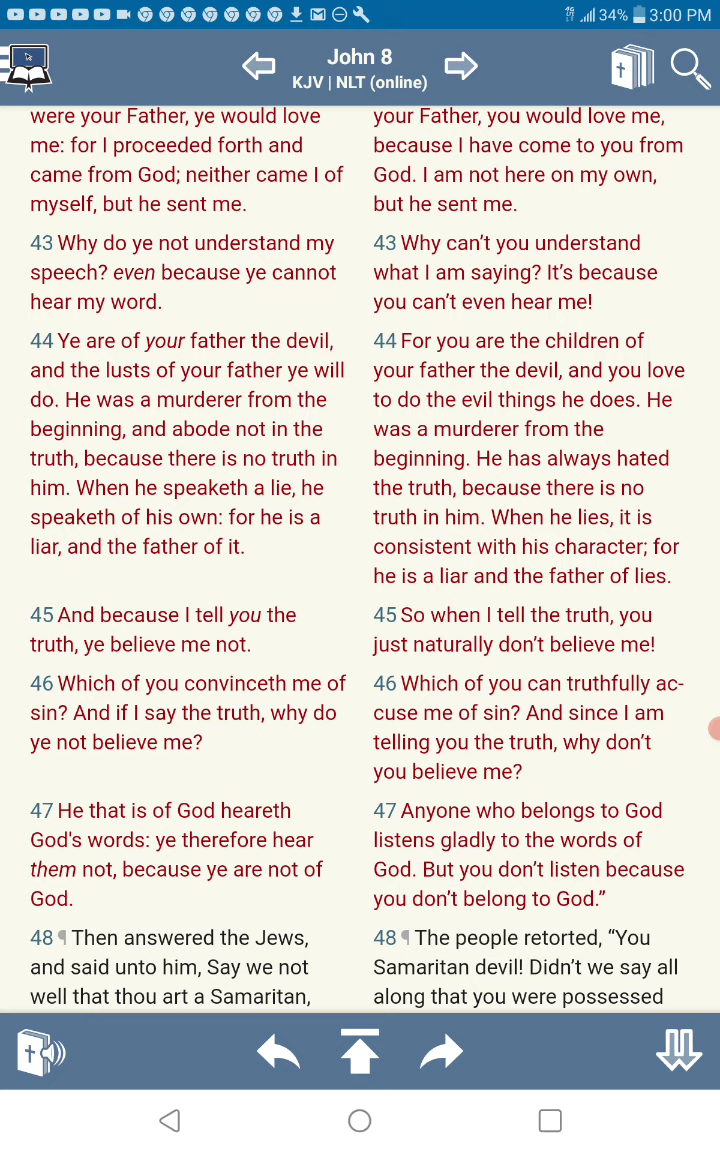 34% 3:00 PM
John 8
KJV | NLT (online)
were your Father, ye would love
me: for I proceeded forth and
came from God; neither came I of
myself, but he sent me.
43 Why do ye not understand my
speech? even because ye cannot
hear my word.
44 Ye are of your father the devil,
and the lusts of your father ye will
do. He was a murderer from the
beginning, and abode not in the
truth, because there is no truth in
him. When he speaketh a lie, he
speaketh of his own: for he is a
liar, and the father of it.
45 And because I tell you the
truth, ye believe me not.
46 Which of you convinceth me of
sin? And if I say the truth, why do
ye not believe me?
47 He that is of God heareth
God's words: ye therefore hear
them not, because ye are not of
God.
48 ¶ Then answered the Jews,
and said unto him, Say we not
well that thou art a Samaritan,
your Father, you would love me,
because I have come to you from
God. I am not here on my own,
but he sent me.
43 Why can’t you understand
what I am saying? It’s because
you can’t even hear me!
44 For you are the children of
your father the devil, and you love
to do the evil things he does. He
was a murderer from the
beginning. He has always hated
the truth, because there is no
truth in him. When he lies, it is
consistent with his character; for
he is a liar and the father of lies.
45 So when I tell the truth, you
just naturally don’t believe me!
46 Which of you can truthfully ac-
cuse me of sin? And since I am
telling you the truth, why don’t
you believe me?
47 Anyone who belongs to God
listens gladly to the words of
God. But you don’t listen because
you don’t belong to God.”
48 ¶ The people retorted, “You
Samaritan devil! Didn’t we say all
along that you were possessed